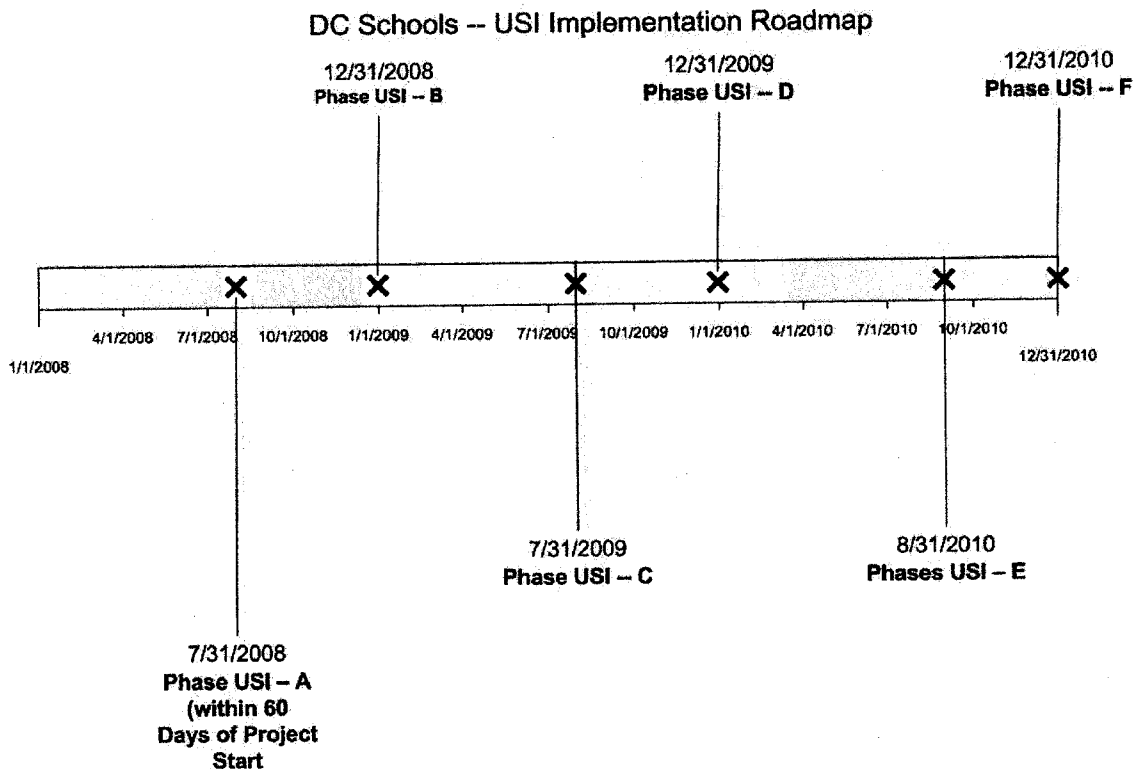 DC Schools -- USI Implementation Roadmap
12/31/2008
Phase USI -- B
12/31/2009
Phase USI -- D
12/31/2010
Phase USI -- F
4/1/2008
7/1/2008
10/1/2008
1/1/2009
4/1/2009
7/1/2009
10/1/2009
1/1/2010
4/1/2010
7/1/2010
10/1/2010
1/1/2008
12/31/2010
7/31/2009
Phase USI – C
8/31/2010
Phases USI – E
7/31/2008
Phase USI – A
(within 60
Days of Project
Start